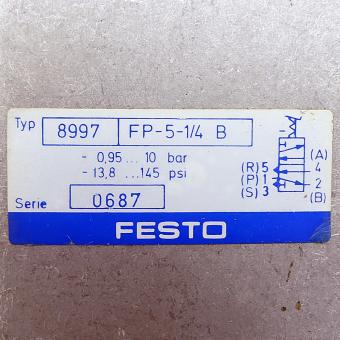 Typ 8997 FP-5-1/4 B
- 0,95 ... 10 bar
- 13,8 ... 145 psi
(R) 5 (A)
(P) 1 4
(S) 3 2
(B)
Serie 0687
FESTO